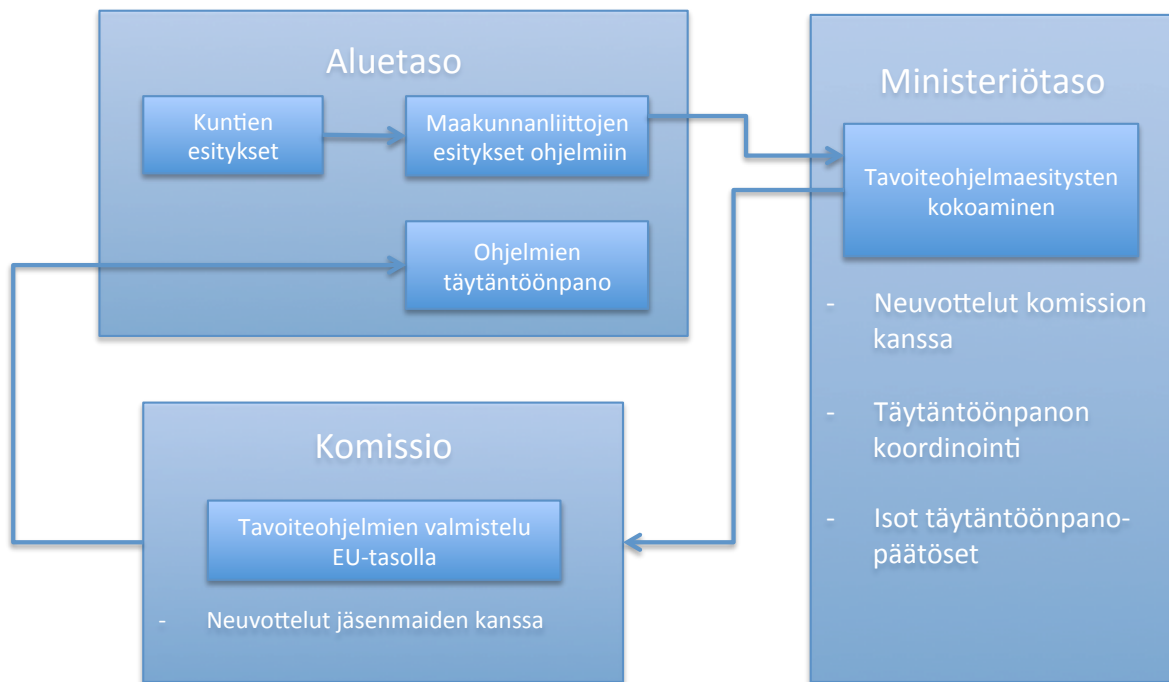 Aluetaso
Kuntien
esitykset
Maakunnanliittojen
esitykset ohjelmiin
Ohjelmien
täytäntöönpano
Ministeriötaso
Tavoiteohjelmaesitysten
kokoaminen
- Neuvottelut komission
kanssa
- Täytäntöönpanon
koordinointi
- Isot täytäntöönpano-
päätöset
Komissio
Tavoiteohjelmien valmistelu
EU-tasolla
- Neuvottelut jäsenmaiden kanssa